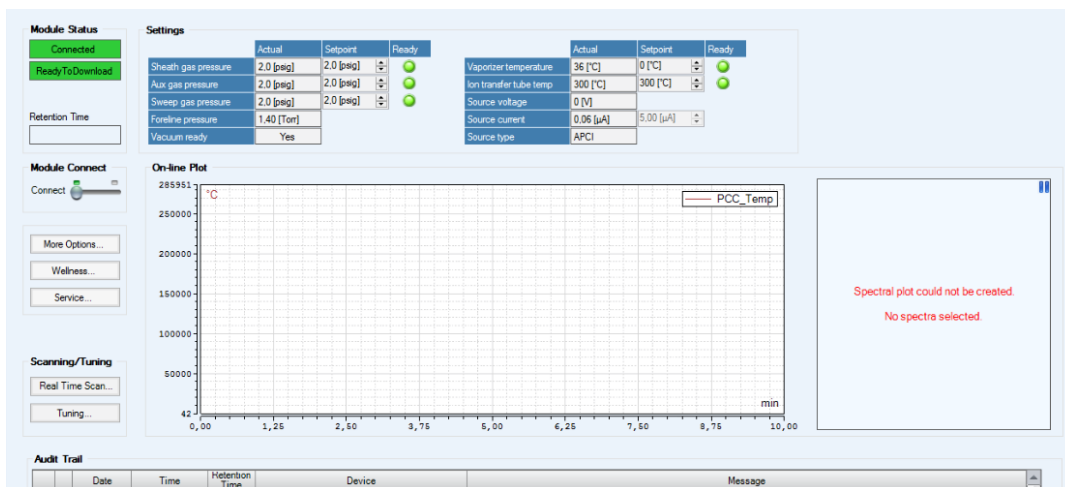 Module Status
Connected
ReadyToDownload
Retention Time
Settings
Actual Setpoint Ready
Sheath gas pressure 2,0 [psig] 2,0 [psig]
Aux gas pressure 2,0 [psig] 2,0 [psig]
Sweep gas pressure 2,0 [psig] 2,0 [psig]
Foreline pressure 1,40 [Torr]
Vacuum ready Yes
Actual Setpoint Ready
Vaporizer temperature 36 [°C] 0 [°C]
Ion transfer tube temp 300 [°C] 300 [°C]
Source voltage 0 [V]
Source current 0,06 [µA] 5,00 [µA]
Source type APCI
Module Connect
Connect
More Options...
Wellness...
Service...
Scanning/Tuning
Real Time Scan...
Tuning...
On-line Plot
°C
PCC_Temp
285951
250000
200000
150000
100000
50000
42
min
0,00 1,25 2,50 3,75 5,00 6,25 7,50 8,75 10,00
Spectral plot could not be created.
No spectra selected.
Audit Trail
Date Time Retention Time Device Message